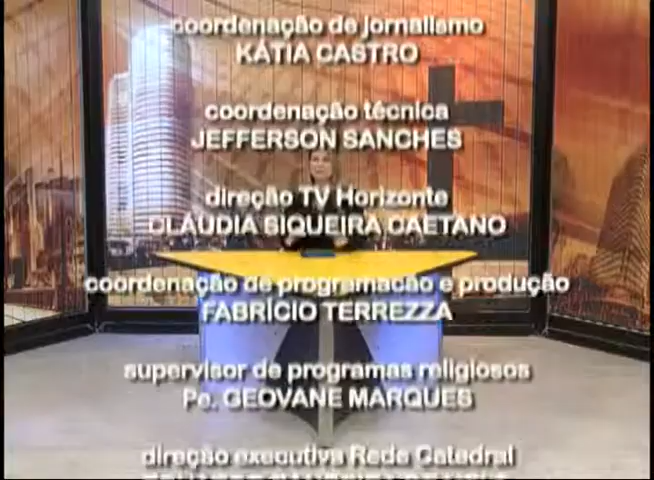 coordenação de jornalismo
KÁTIA CASTRO
coordenação técnica
JEFFERSON SANCHES
direção TV Horizonte
CLÁUDIA SIQUEIRA CAETANO
coordenação de programação e produção
FABRÍCIO TERREZZA
supervisor de programas religiosos
Pe. GEOVANE MARQUES
direção executiva Rede Catedral